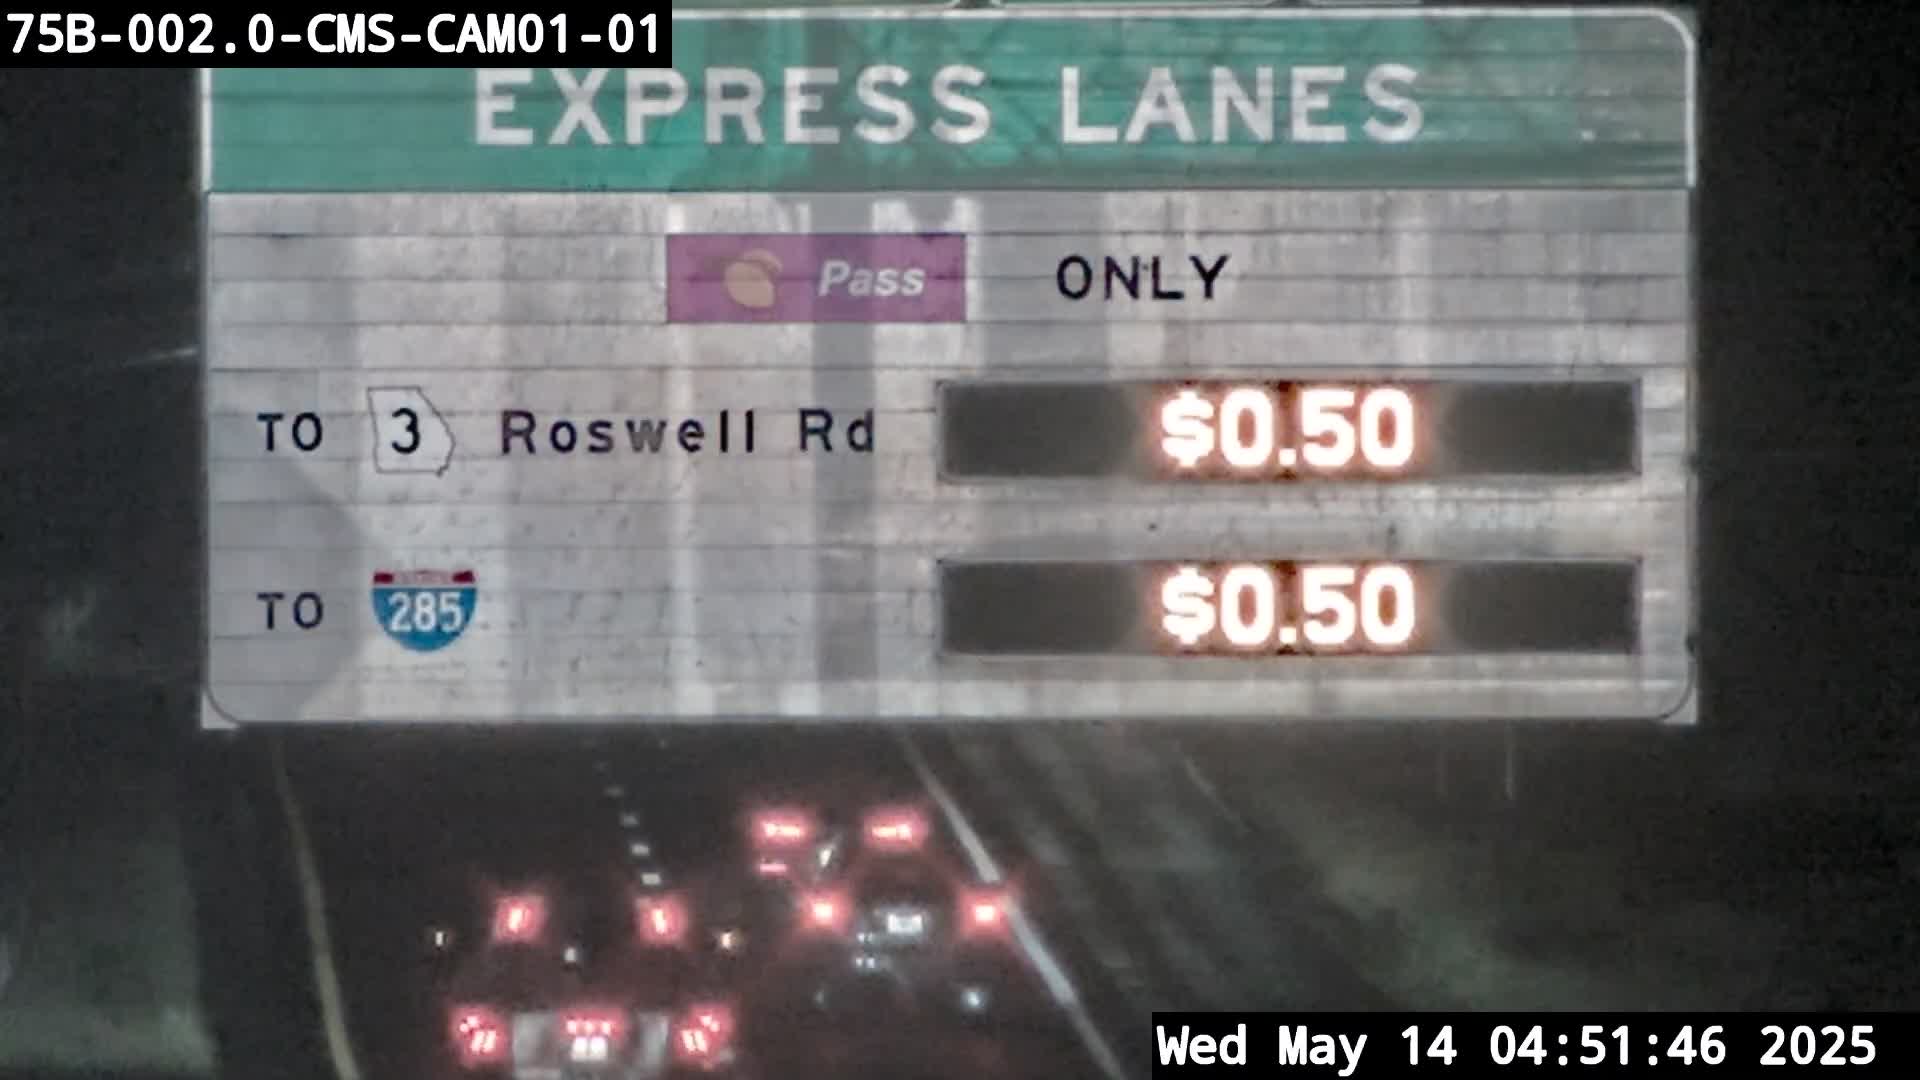 75B-002.0-CMS-CAM01-01
EXPRESS LANES
Pass ONLY
TO 3 Roswell Rd $0.50
TO 285 $0.50
Wed May 14 04:51:46 2025